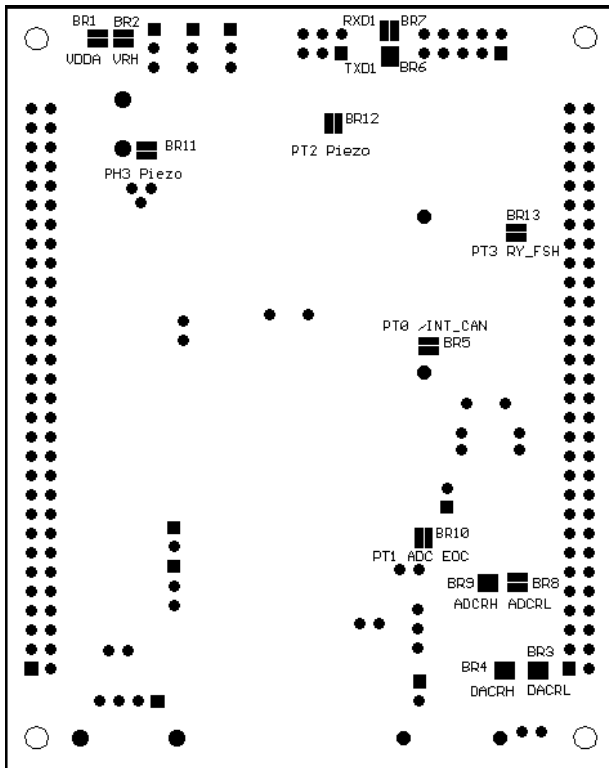 BR1 BR2
VDDA VRH
RXD1 BR7
TXD1 BR6
BR12
PT2 Piezo
BR11
PH3 Piezo
BR13
PT3 RY_FSH
PT0 /INT_CAN
BR5
BR10
PT1 ADC EOC
BR9 BR8
ADCRH ADCRL
BR3
BR4
DACRH DACRL